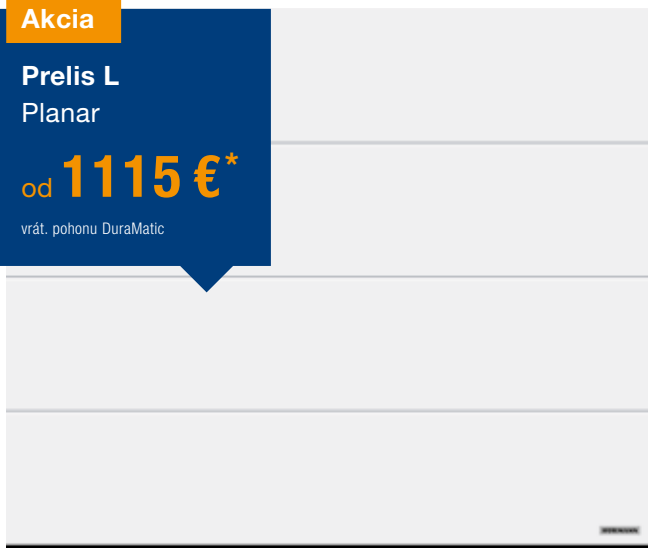 Akcia
Prelis L
Planar
od 1115 €*
vrát. pohonu DuraMatic